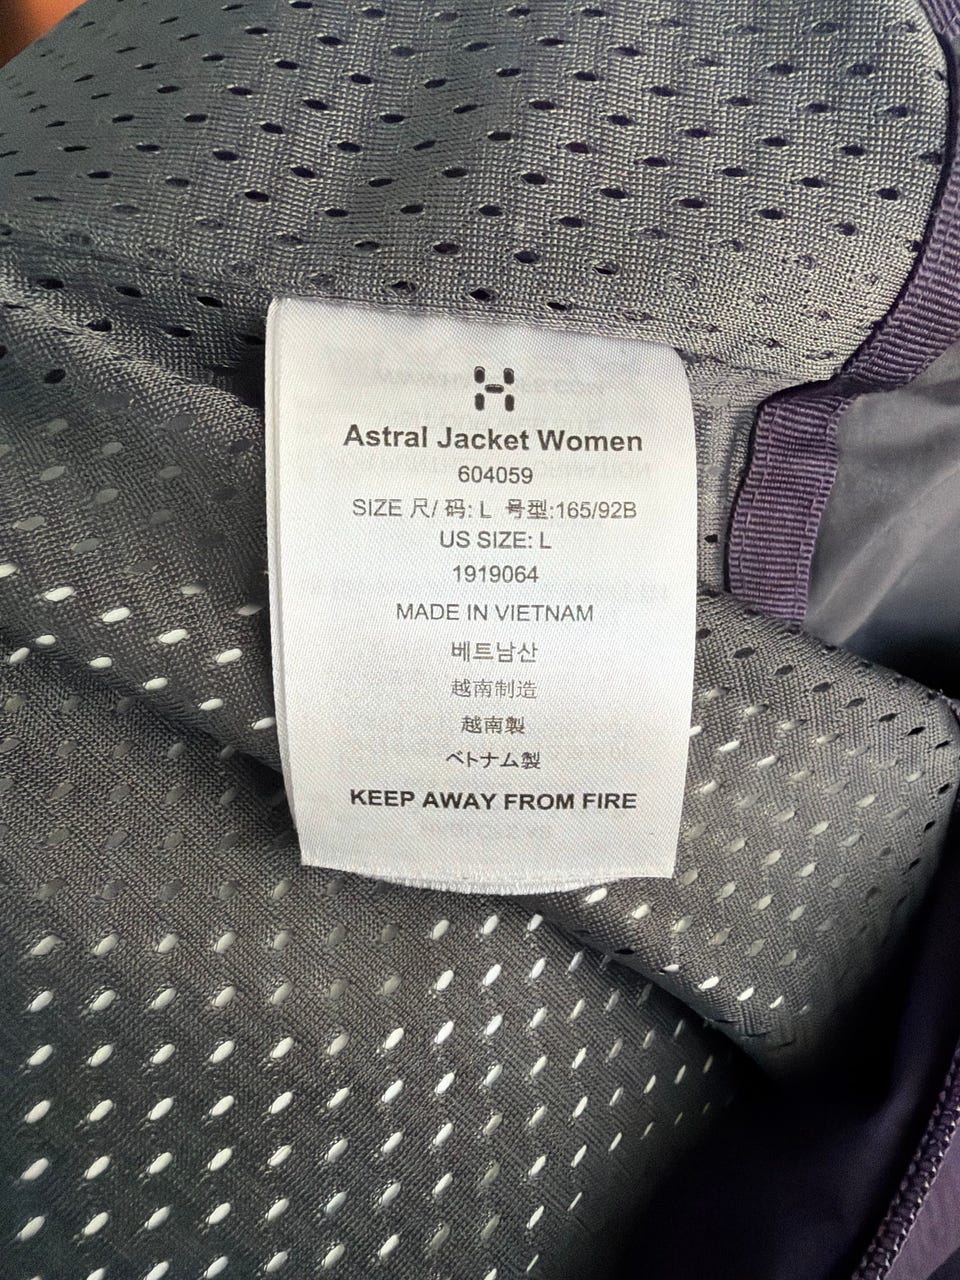 Astral Jacket Women
604059
SIZE 尺/ 码: L 号型:165/92B
US SIZE: L
1919064
MADE IN VIETNAM
베트남산
越南制造
越南製
ベトナム製
KEEP AWAY FROM FIRE